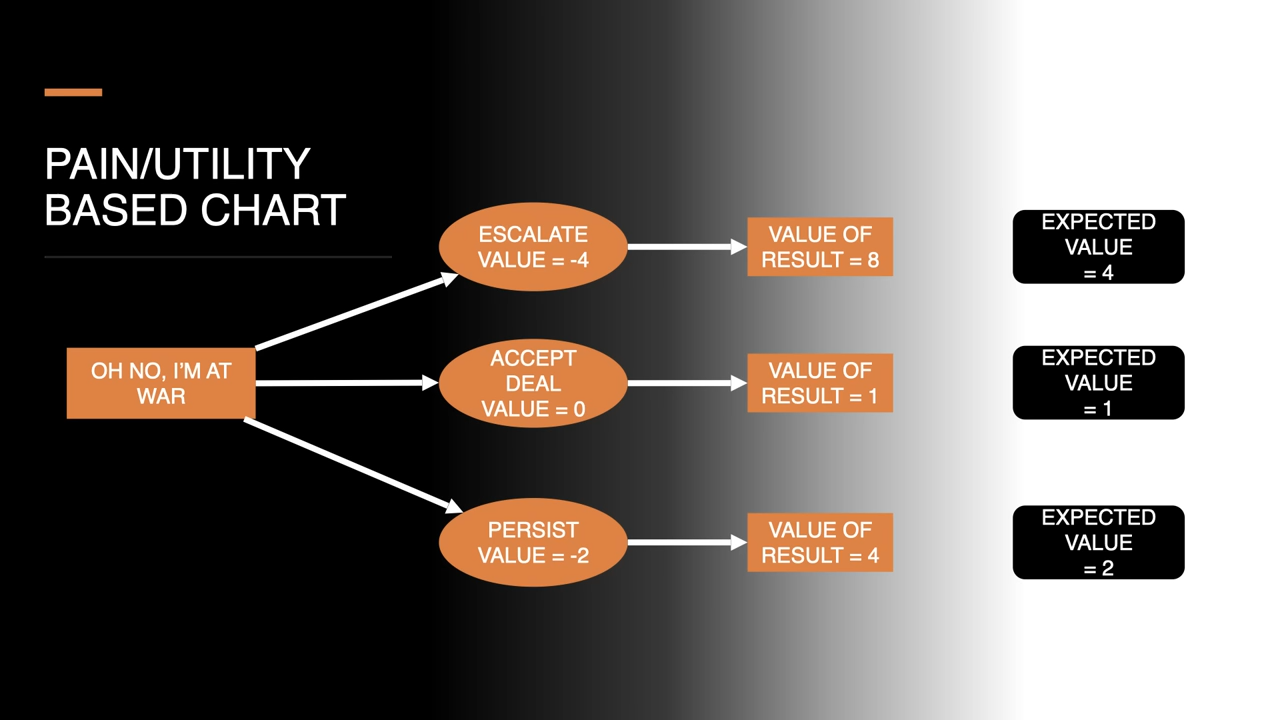 PAIN/UTILITY
BASED CHART
OH NO, I'M AT
WAR
ESCALATE
VALUE = -4
VALUE OF
RESULT = 8
EXPECTED
VALUE
= 4
ACCEPT
DEAL
VALUE = 0
VALUE OF
RESULT = 1
EXPECTED
VALUE
= 1
PERSIST
VALUE = -2
VALUE OF
RESULT = 4
EXPECTED
VALUE
= 2